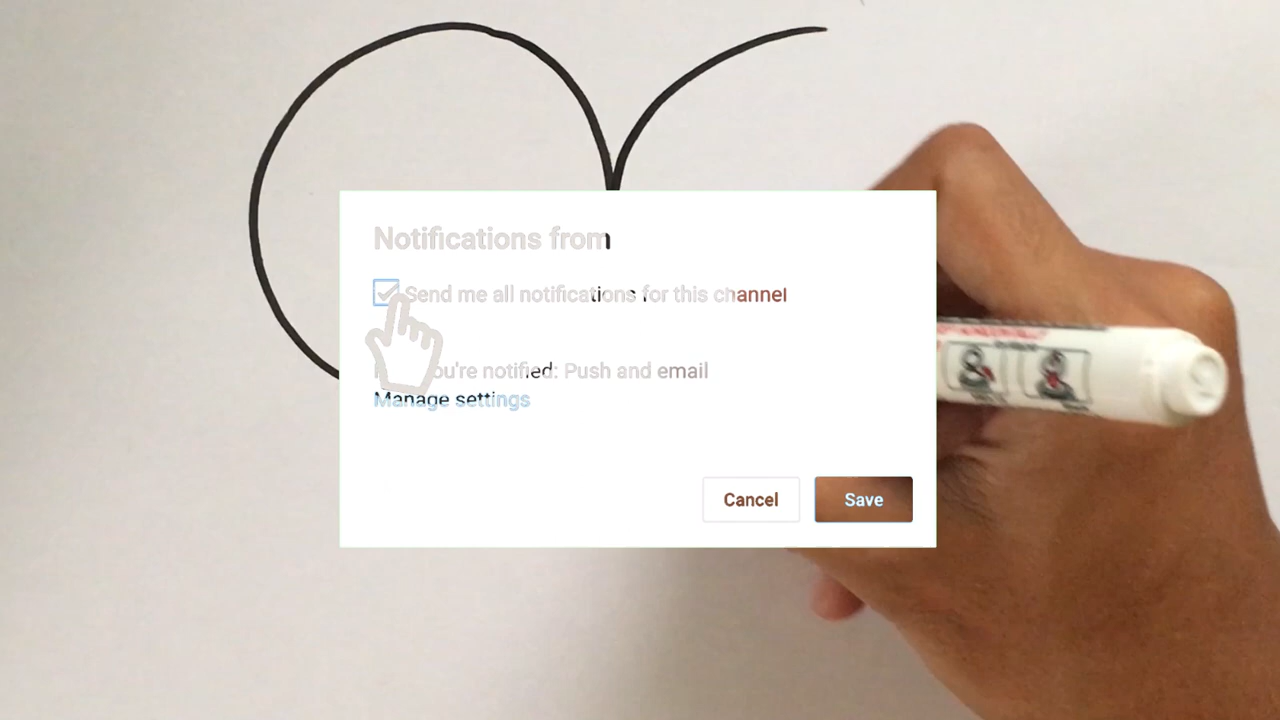 Notifications from
Send me all notifications for this channel
you're notified: Push and email
Manage settings
Cancel
Save